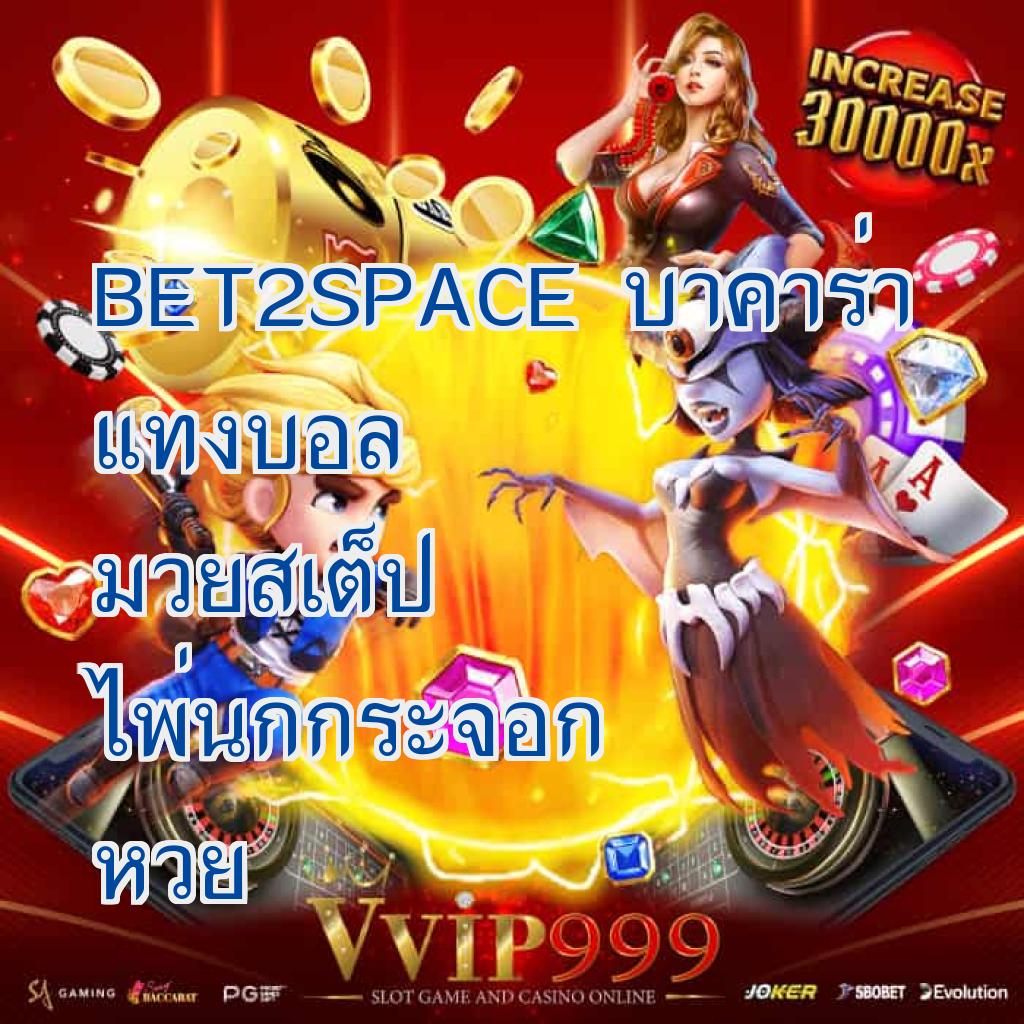 INCREASE
30000x
BET2SPACE บาคาร่า
แทงบอล
มวยสเต็ป
ไพ่นกกระจอก
หวย
VVIP999
SLOT GAME AND CASINO ONLINE
SA GAMING Sexy BACCARAT PG JOKER SBOBET Evolution